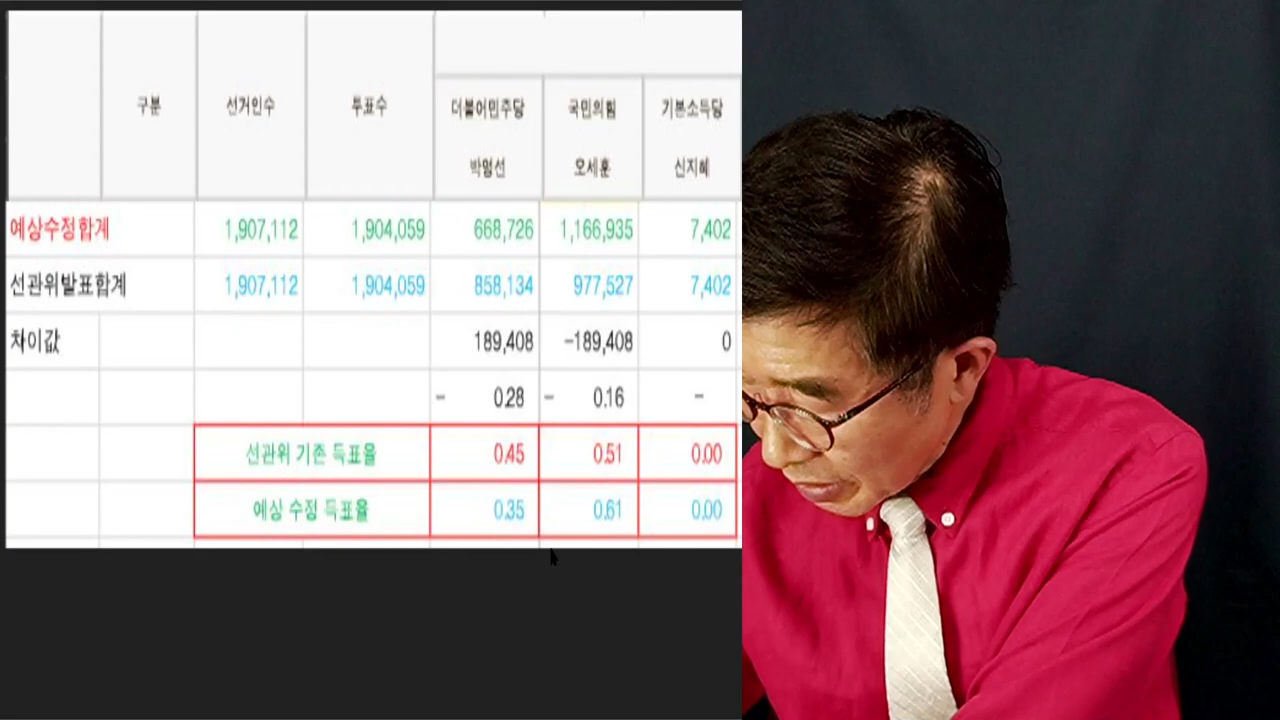 구분 선거인수 투표수 더불어민주당 국민의힘 기본소득당
박영선 오세훈 신지혜
예상수정합계 1,907,112 1,904,059 668,726 1,166,935 7,402
선관위발표합계 1,907,112 1,904,059 858,134 977,527 7,402
차이값 189,408 -189,408 0
- 0.28 - 0.16 -
선관위 기존 득표율 0.45 0.51 0.00
예상 수정 득표율 0.35 0.61 0.00